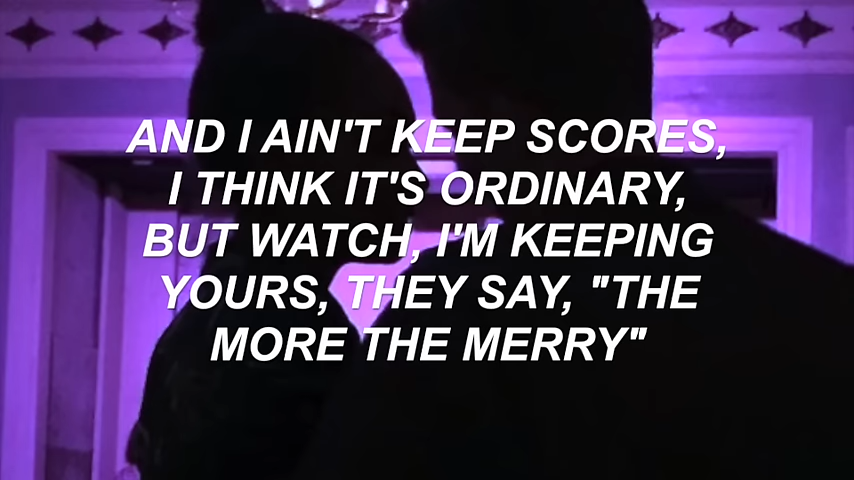 AND I AIN'T KEEP SCORES,
I THINK IT'S ORDINARY,
BUT WATCH, I'M KEEPING
YOURS, THEY SAY, "THE
MORE THE MERRY"